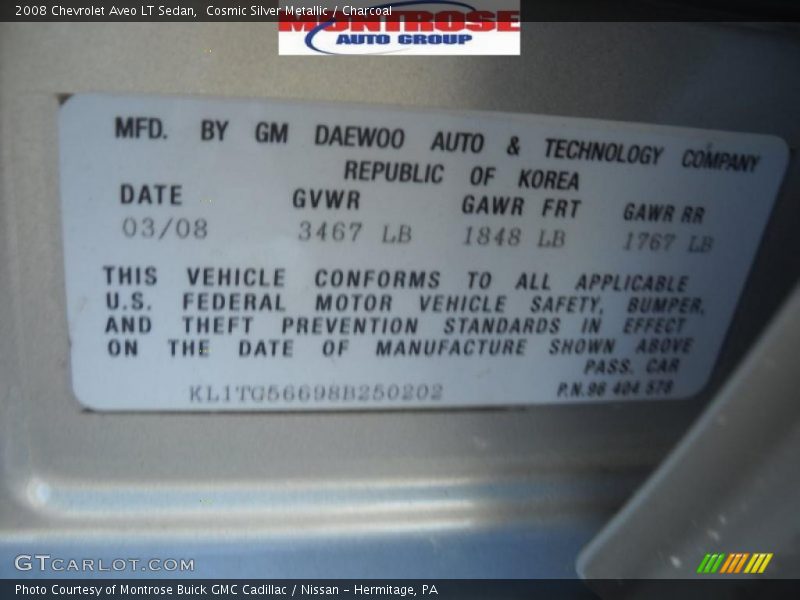 2008 Chevrolet Aveo LT Sedan,  Cosmic Silver Metallic / Charcoal
MONTROSE
AUTO GROUP
MFD. BY GM DAEWOO AUTO & TECHNOLOGY COMPANY
REPUBLIC OF KOREA
DATE GVWR GAWR FRT GAWR RR
03/08 3467 LB 1848 LB 1767 LB
THIS VEHICLE CONFORMS TO ALL APPLICABLE
U.S. FEDERAL MOTOR VEHICLE SAFETY, BUMPER,
AND THEFT PREVENTION STANDARDS IN EFFECT
ON THE DATE OF MANUFACTURE SHOWN ABOVE
PASS. CAR
KL1TG56698B250202 P.N.96 404 578
GTCARLOT.COM
Photo Courtesy of Montrose Buick GMC Cadillac / Nissan - Hermitage, PA